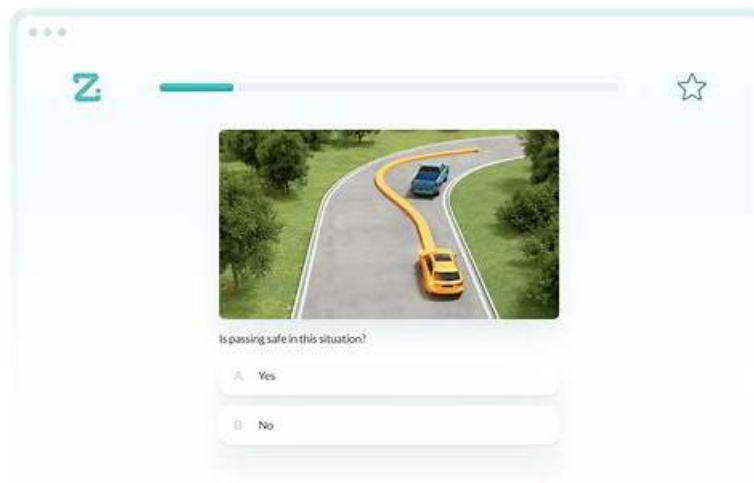 Z.
Is passing safe in this situation?
A Yes
B No